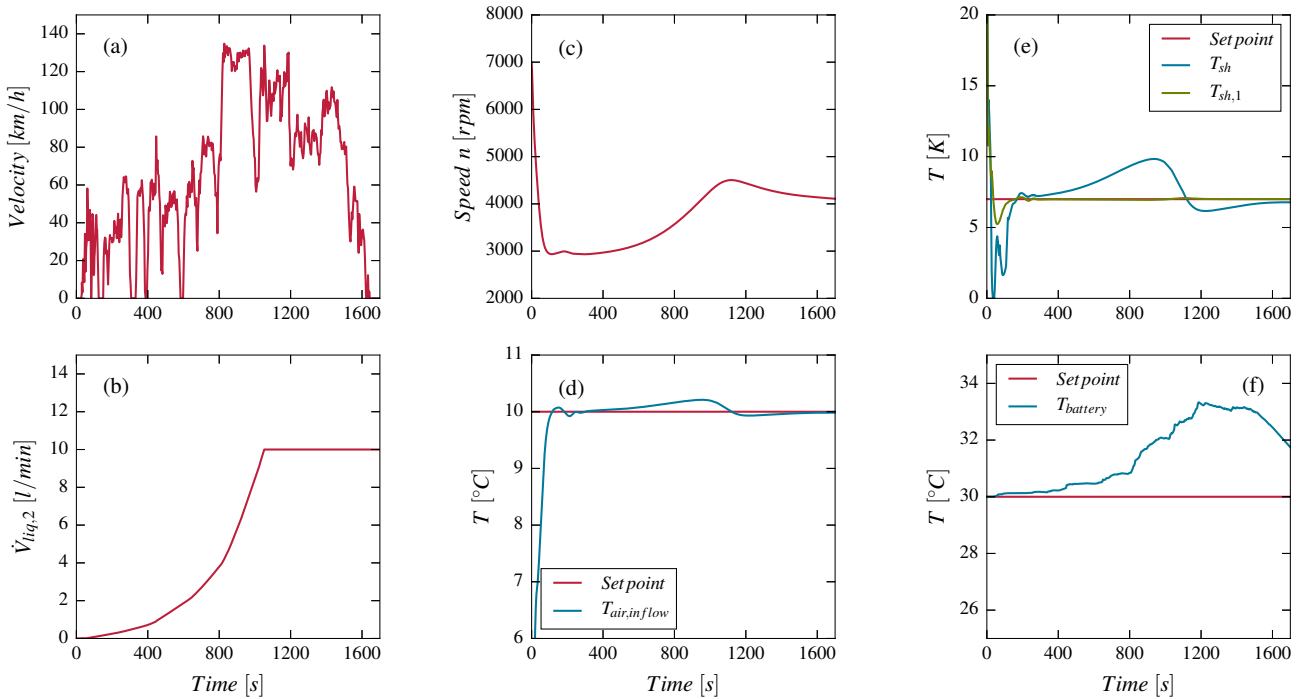 (a)
Velocity [km/h]
140
120
100
80
60
40
20
0
0 400 800 1200 1600
(c)
Speed n [rpm]
8000
7000
6000
5000
4000
3000
2000
0 400 800 1200 1600
(e)
Set point
T_sh
T_sh,1
T [K]
20
15
10
5
0
0 400 800 1200 1600
(b)
V̇_liq,2 [l/min]
14
12
10
8
6
4
2
0
0 400 800 1200 1600
Time [s]
(d)
T [°C]
11
10
9
8
7
6
Set point
T_air,inflow
0 400 800 1200 1600
Time [s]
(f)
Set point
T_battery
T [°C]
34
32
30
28
26
0 400 800 1200 1600
Time [s]